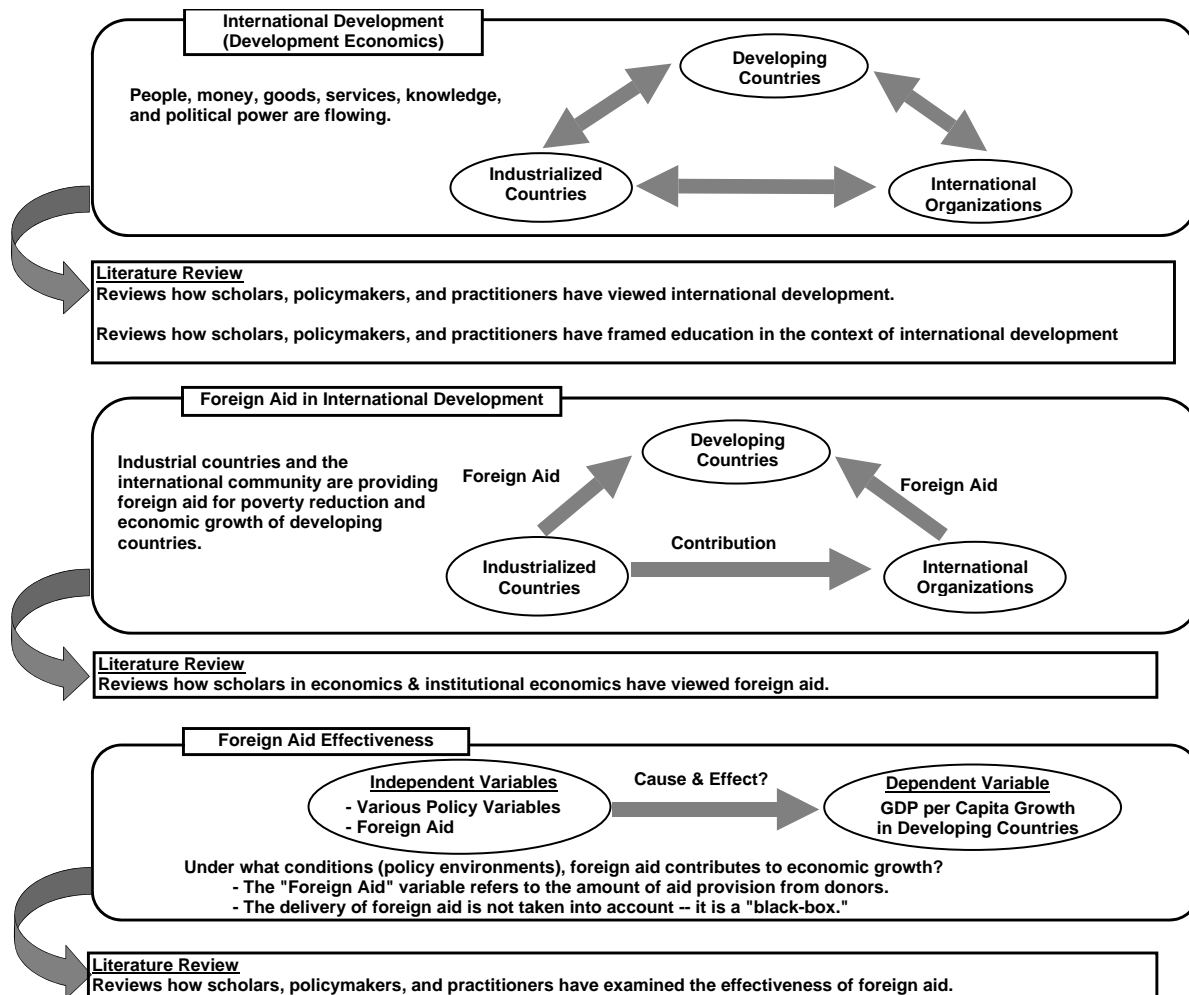 International Development
(Development Economics)
People, money, goods, services, knowledge,
and political power are flowing.
Developing
Countries
Industrialized
Countries
International
Organizations
Literature Review
Reviews how scholars, policymakers, and practitioners have viewed international development.
Reviews how scholars, policymakers, and practitioners have framed education in the context of international development
Foreign Aid in International Development
Industrial countries and the
international community are providing
foreign aid for poverty reduction and
economic growth of developing
countries.
Developing
Countries
Foreign Aid
Foreign Aid
Contribution
Industrialized
Countries
International
Organizations
Literature Review
Reviews how scholars in economics & institutional economics have viewed foreign aid.
Foreign Aid Effectiveness
Independent Variables
- Various Policy Variables
- Foreign Aid
Cause & Effect?
Dependent Variable
GDP per Capita Growth
in Developing Countries
Under what conditions (policy environments), foreign aid contributes to economic growth?
- The "Foreign Aid" variable refers to the amount of aid provision from donors.
- The delivery of foreign aid is not taken into account -- it is a "black-box."
Literature Review
Reviews how scholars, policymakers, and practitioners have examined the effectiveness of foreign aid.